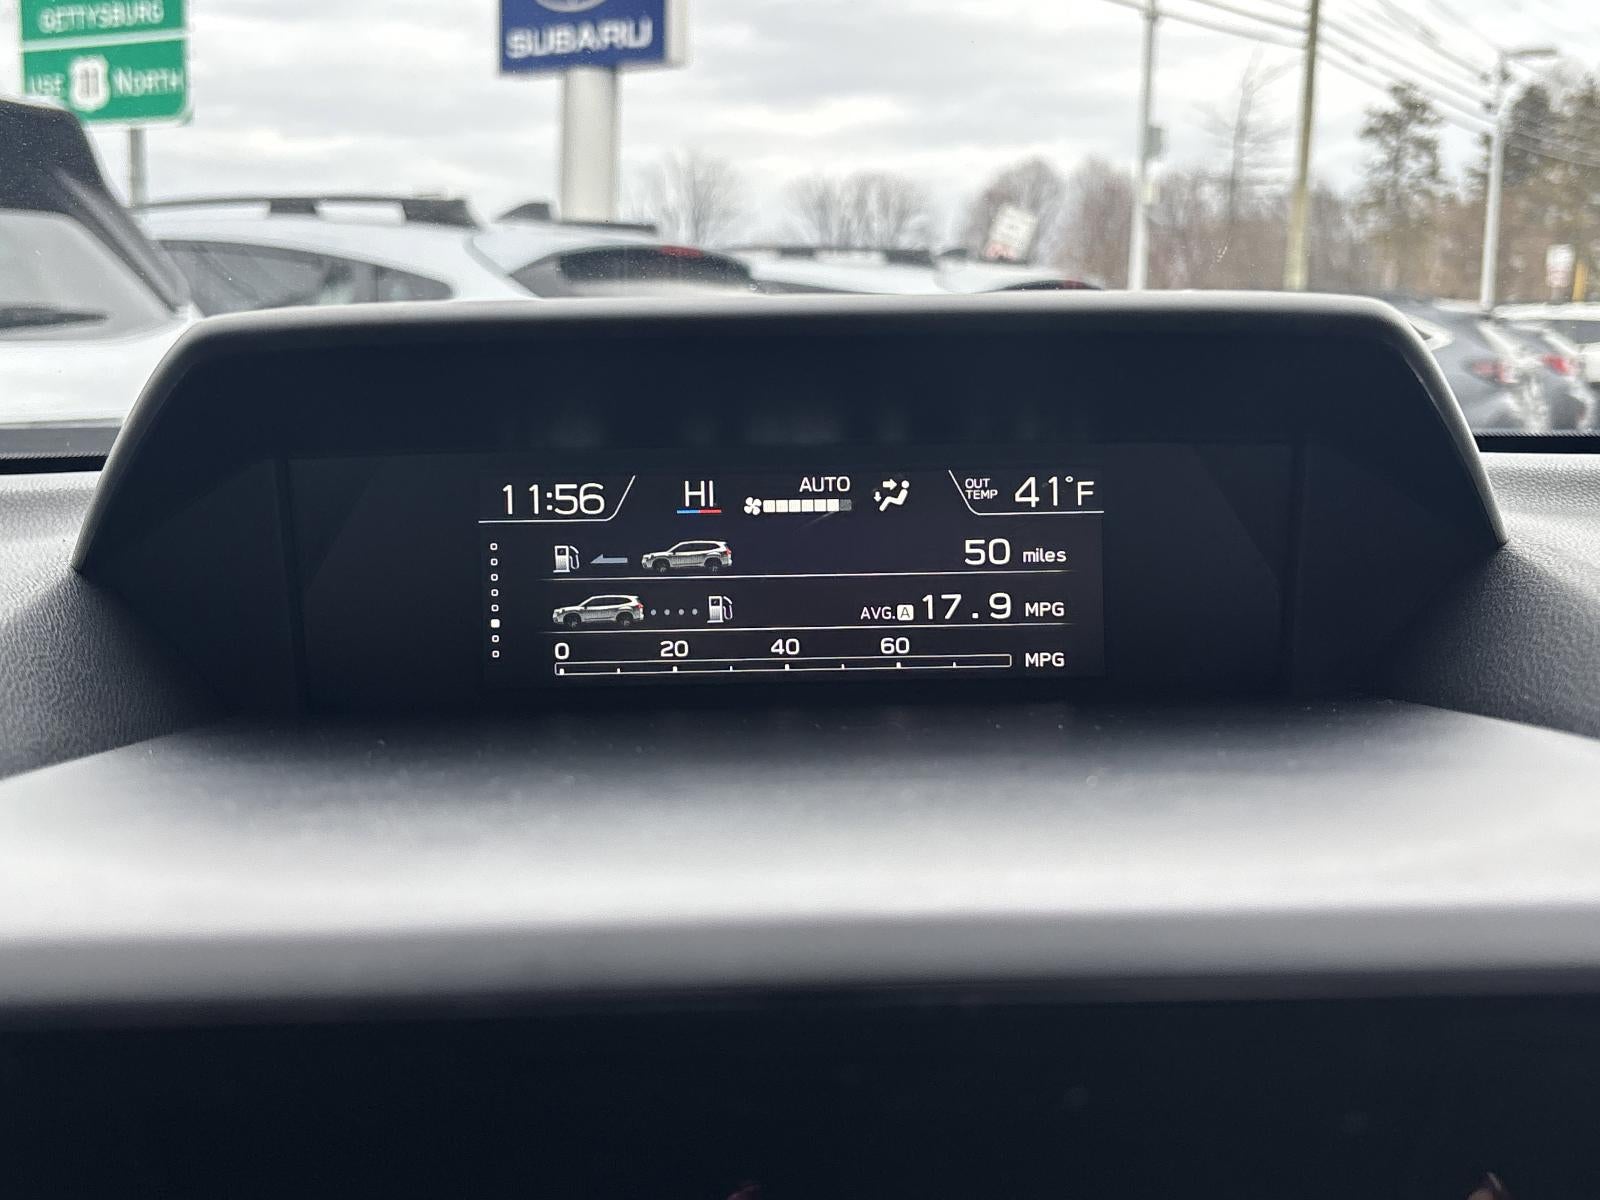 GETTYSBURG
USE 11 NORTH
SUBARU
11:56 HI AUTO OUT TEMP 41°F
50 miles
AVG. A 17.9 MPG
0 20 40 60 MPG